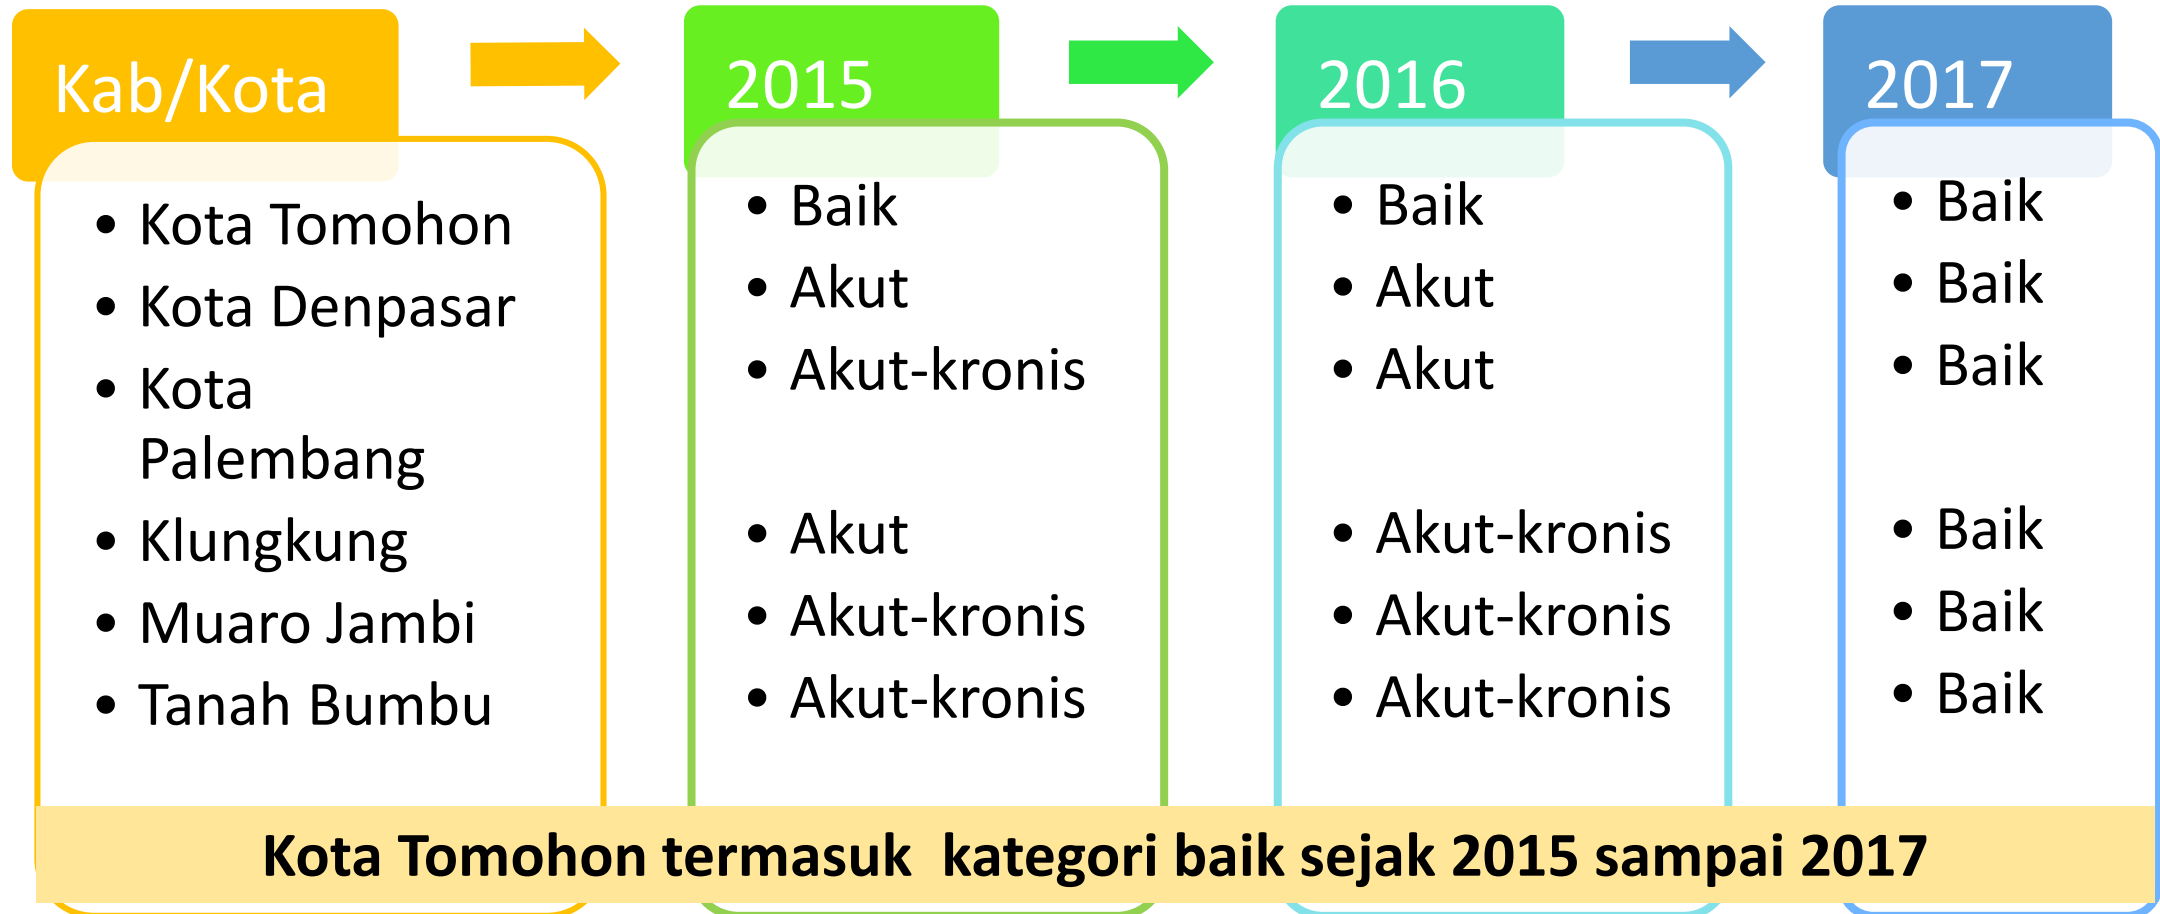 Kab/Kota
• Kota Tomohon
• Kota Denpasar
• Kota
Palembang
• Klungkung
• Muaro Jambi
• Tanah Bumbu
2015
• Baik
• Akut
• Akut-kronis
• Akut
• Akut-kronis
• Akut-kronis
2016
• Baik
• Akut
• Akut
• Akut-kronis
• Akut-kronis
• Akut-kronis
2017
• Baik
• Baik
• Baik
• Baik
• Baik
• Baik
Kota Tomohon termasuk  kategori baik sejak 2015 sampai 2017